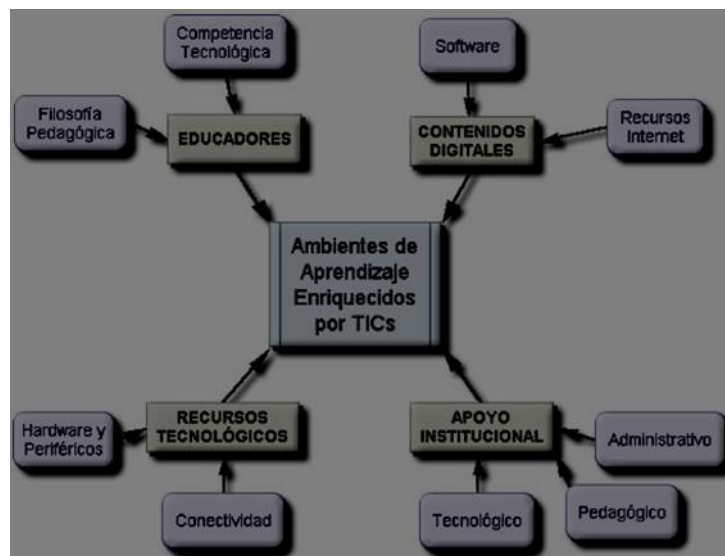 Competencia
Tecnológica
Software
Filosofía
Pedagógica
EDUCADORES
CONTENIDOS
DIGITALES
Recursos
Internet
Ambientes de
Aprendizaje
Enriquecidos
por TICs
Hardware y
Periféricos
RECURSOS
TECNOLÓGICOS
APOYO
INSTITUCIONAL
Administrativo
Conectividad
Tecnológico
Pedagógico